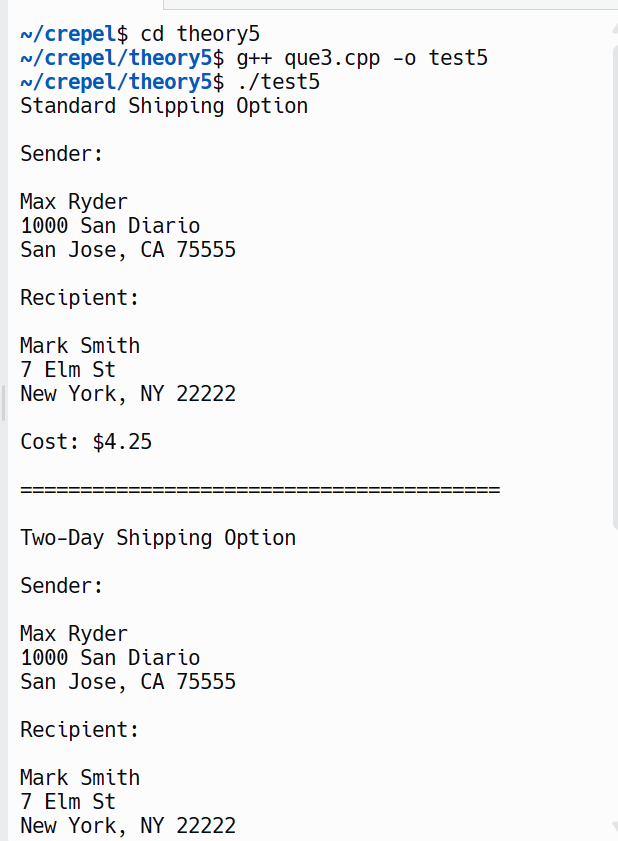 ~/crepel$ cd theory5
~/crepel/theory5$ g++ que3.cpp -o test5
~/crepel/theory5$ ./test5
Standard Shipping Option
Sender:
Max Ryder
1000 San Diario
San Jose, CA 75555
Recipient:
Mark Smith
7 Elm St
New York, NY 22222
Cost: $4.25
========================================
Two-Day Shipping Option
Sender:
Max Ryder
1000 San Diario
San Jose, CA 75555
Recipient:
Mark Smith
7 Elm St
New York, NY 22222